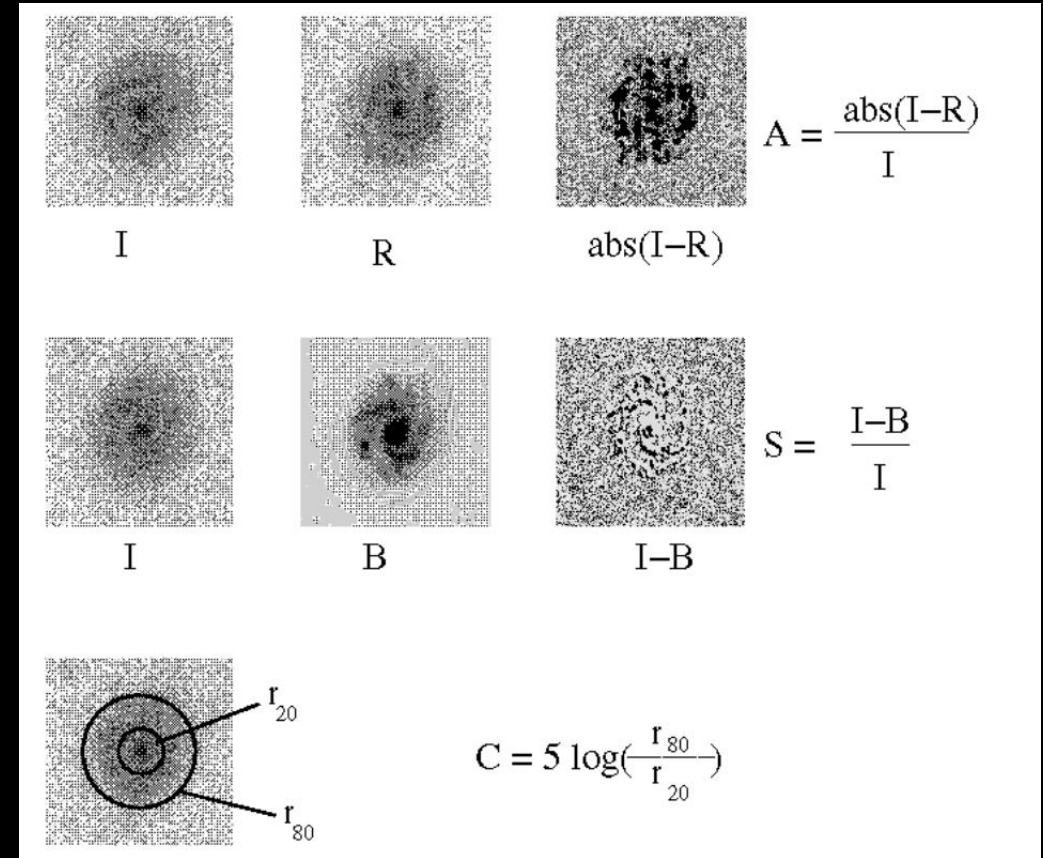 A = abs(I–R)
I
I
R
abs(I–R)
S = I–B
I
I
B
I–B
r20
C = 5 log(r80
r20)
r80